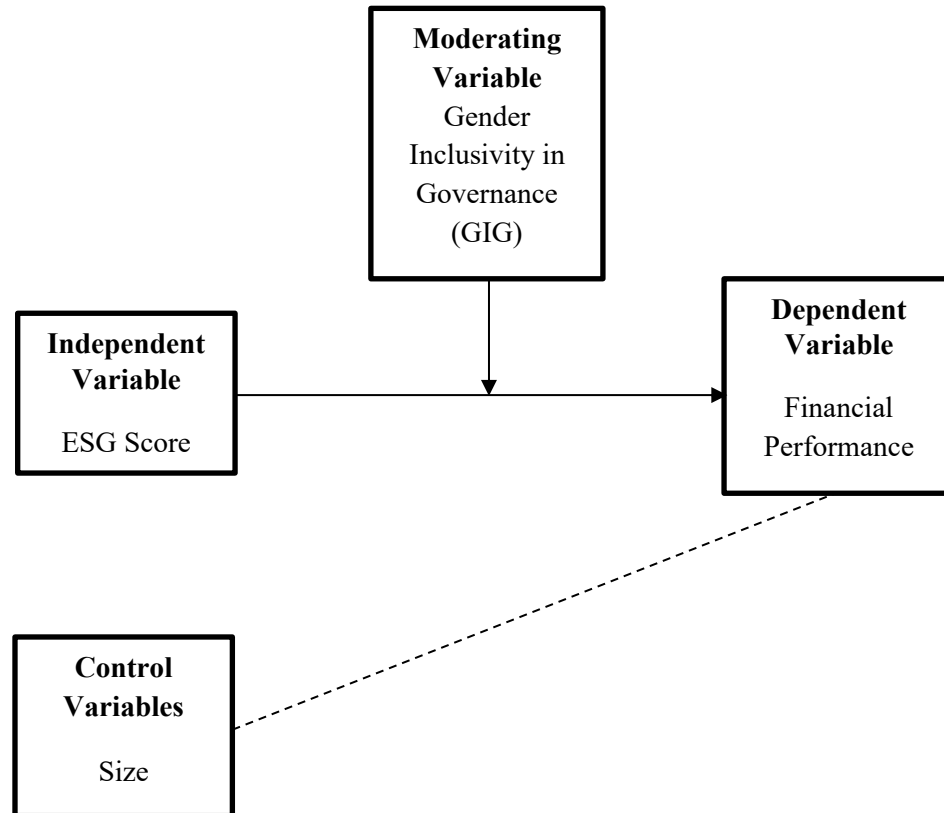 Moderating
Variable
Gender
Inclusivity in
Governance
(GIG)
Independent
Variable
ESG Score
Dependent
Variable
Financial
Performance
Control
Variables
Size